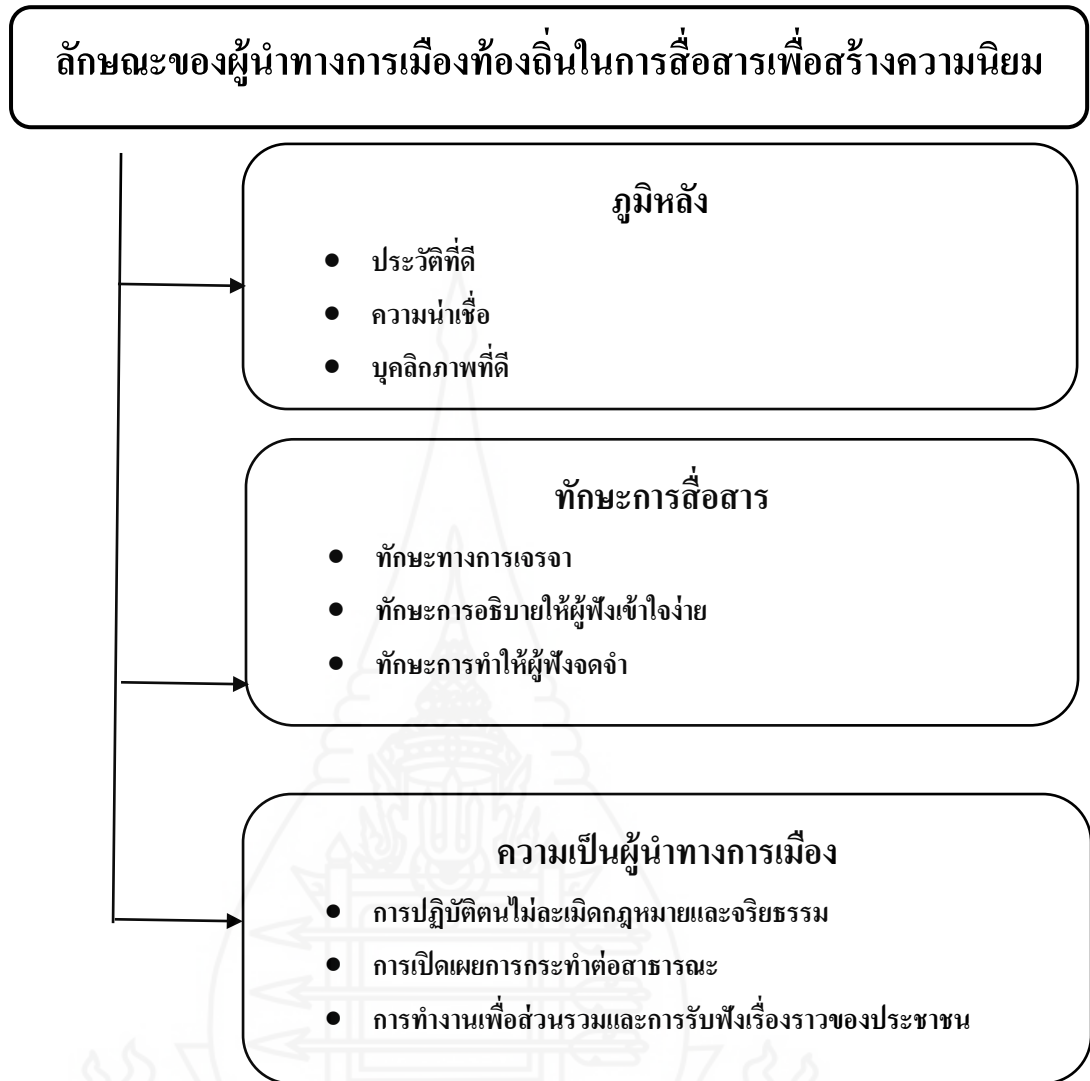 ลักษณะของผู้นำทางการเมืองท้องถิ่นในการสื่อสารเพื่อสร้างความนิยม
ภูมิหลัง
● ประวัติที่ดี
● ความน่าเชื่อ
● บุคลิกภาพที่ดี
ทักษะการสื่อสาร
● ทักษะทางการเจรจา
● ทักษะการอธิบายให้ผู้ฟังเข้าใจง่าย
● ทักษะการทำให้ผู้ฟังจดจำ
ความเป็นผู้นำทางการเมือง
● การปฏิบัติตนไม่ละเมิดกฎหมายและจริยธรรม
● การเปิดเผยการกระทำต่อสาธารณะ
● การทำงานเพื่อส่วนรวมและการรับฟังเรื่องราวของประชาชน